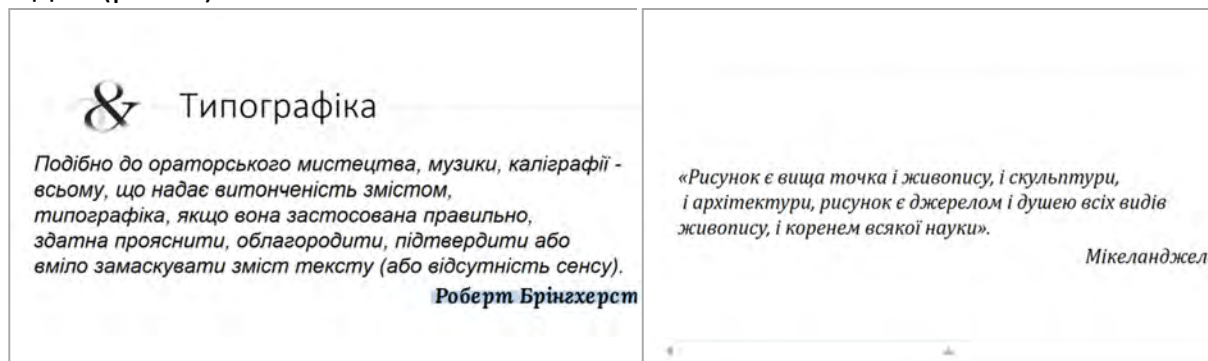 & Типографіка
Подібно до ораторського мистецтва, музики, каліграфії -
всьому, що надає витонченість змістом,
типографіка, якщо вона застосована правильно,
здатна прояснити, облагородити, підтвердити або
вміло замаскувати зміст тексту (або відсутність сенсу).
Роберт Брінгхерст
«Рисунок є вища точка і живопису, і скульптури,
і архітектури, рисунок є джерелом і душею всіх видів
живопису, і коренем всякої науки».
Мікеланджел